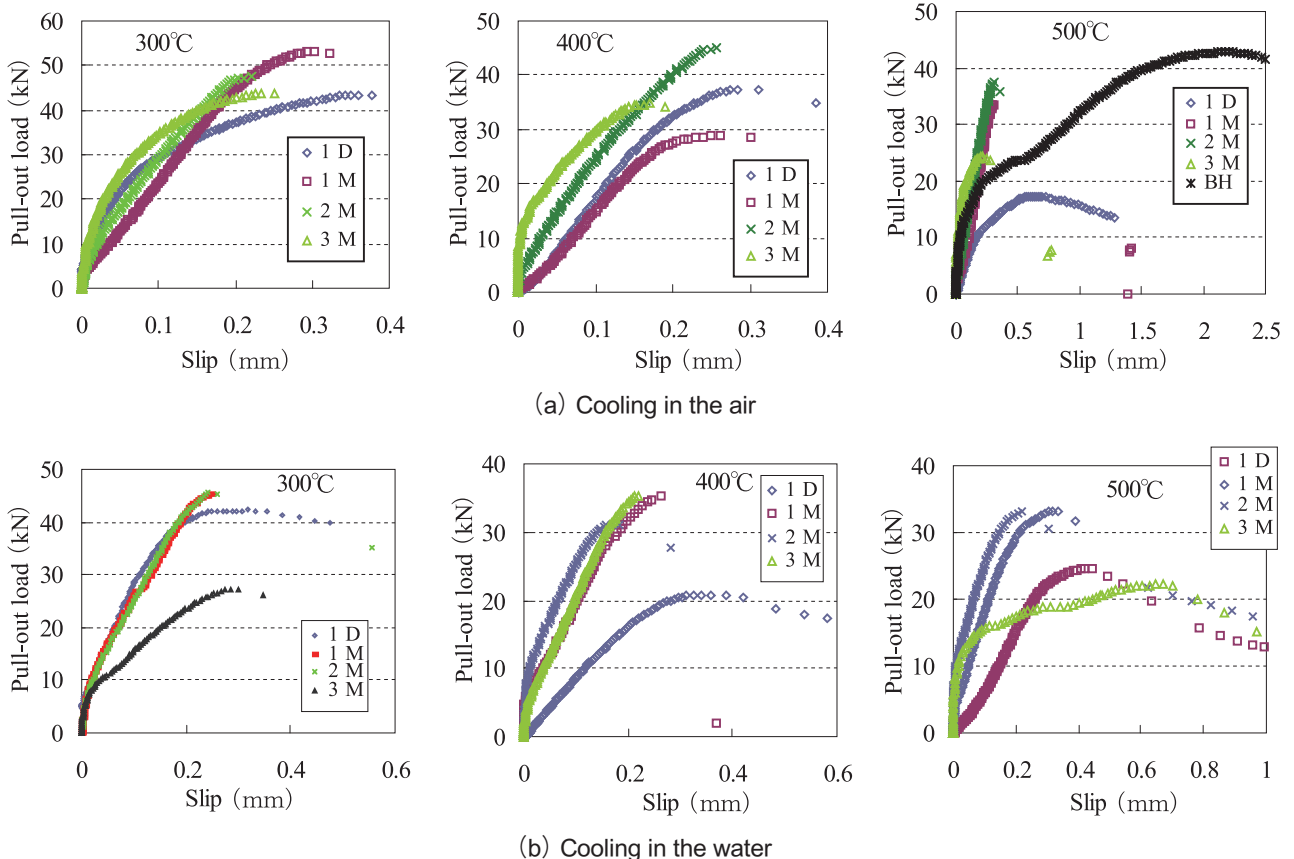 300℃
Pull-out load (kN)
60
50
40
30
20
10
0
1 D
1 M
2 M
3 M
0 0.1 0.2 0.3 0.4
Slip (mm)
400℃
Pull-out load (kN)
50
40
30
20
10
0
1 D
1 M
2 M
3 M
0 0.1 0.2 0.3 0.4
Slip (mm)
500℃
Pull-out load (kN)
50
40
30
20
10
0
1 D
1 M
2 M
3 M
BH
0 0.5 1 1.5 2 2.5
Slip (mm)
(a) Cooling in the air
300℃
Pull-out load (kN)
50
40
30
20
10
0
1 D
1 M
2 M
3 M
0 0.2 0.4 0.6
Slip (mm)
400℃
Pull-out load (kN)
40
30
20
10
0
1 D
1 M
2 M
3 M
0 0.2 0.4 0.6
Slip (mm)
500℃
Pull-out load (kN)
40
30
20
10
0
1 D
1 M
2 M
3 M
0 0.2 0.4 0.6 0.8 1
Slip (mm)
(b) Cooling in the water